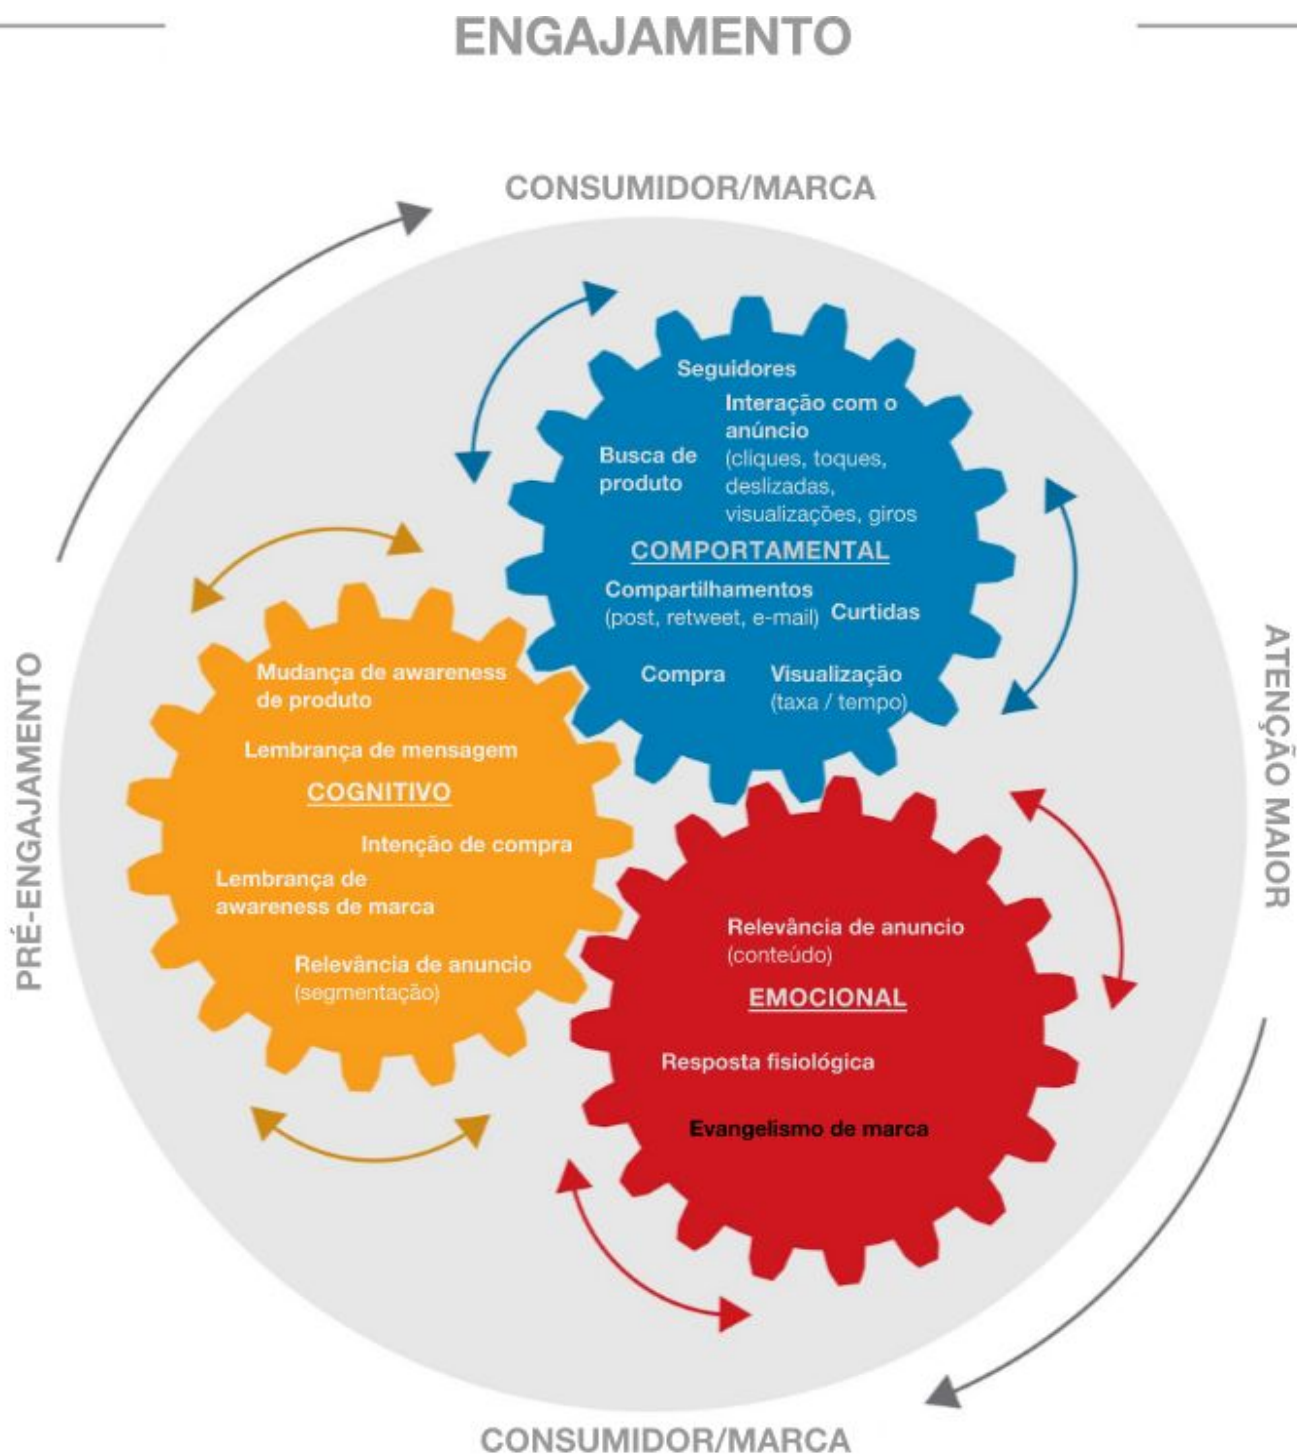 ENGAJAMENTO
CONSUMIDOR/MARCA
Seguidores
Interação com o
anúncio
(cliques, toques,
deslizadas,
visualizações, giros
Busca de
produto
COMPORTAMENTAL
Compartilhamentos
(post, retweet, e-mail)
Curtidas
Compra
Visualização
(taxa / tempo)
PRÉ-ENGAJAMENTO
Mudança de awareness
de produto
Lembrança de mensagem
COGNITIVO
Intenção de compra
Lembrança de
awareness de marca
Relevância de anuncio
(segmentação)
ATENÇÃO MAIOR
Relevância de anuncio
(conteúdo)
EMOCIONAL
Resposta fisiológica
Evangelismo de marca
CONSUMIDOR/MARCA